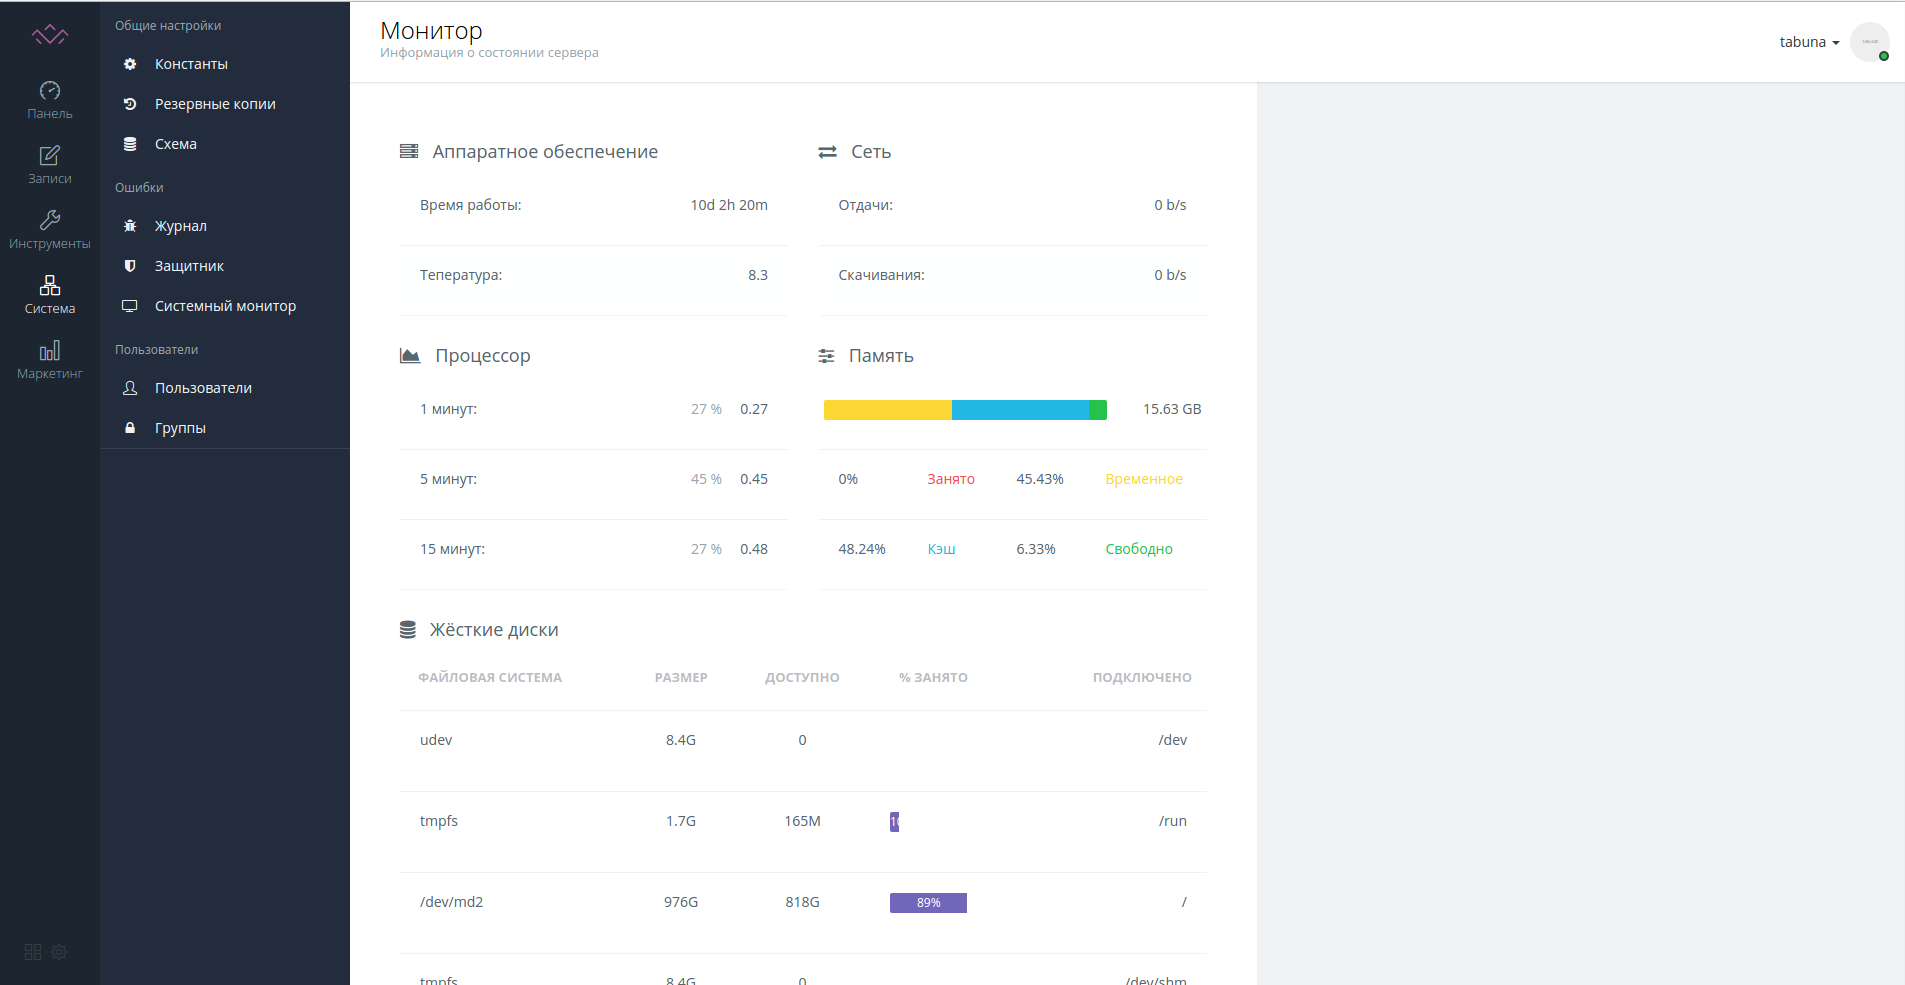 Панель
Записи
Инструменты
Система
Маркетинг
Общие настройки
Константы
Резервные копии
Схема
Ошибки
Журнал
Защитник
Системный монитор
Пользователи
Пользователи
Группы
Монитор
Информация о состоянии сервера
tabuna
Аппаратное обеспечение
Время работы: 10d 2h 20m
Тепература: 8.3
Сеть
Отдачи: 0 b/s
Скачивания: 0 b/s
Процессор
1 минут: 27 % 0.27
5 минут: 45 % 0.45
15 минут: 27 % 0.48
Память
15.63 GB
0% Занято 45.43% Временное
48.24% Кэш 6.33% Свободно
Жёсткие диски
ФАЙЛОВАЯ СИСТЕМА РАЗМЕР ДОСТУПНО % ЗАНЯТО ПОДКЛЮЧЕНО
udev 8.4G 0 /dev
tmpfs 1.7G 165M /run
/dev/md2 976G 818G 89% /
tmpfs 8.4G 0 /dev/shm